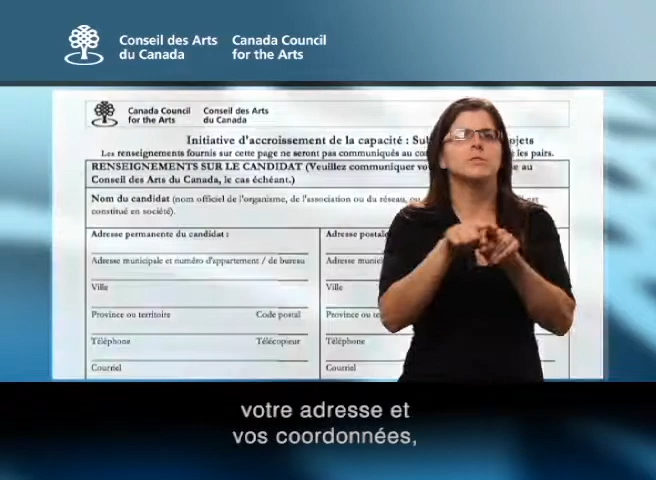 Conseil des Arts Canada Council
du Canada for the Arts
Canada Council Conseil des Arts
for the Arts du Canada
Initiative d'accroissement de la capacité : ojets
Les renseignements fournis sur cette page ne seront pas communiqués au les pairs.
RENSEIGNEMENTS SUR LE CANDIDAT (Veuillez communiquer au
Conseil des Arts du Canada, le cas échéant.)
Nom du candidat (nom officiel de l'organisme, de l'association ou du réseau, ou est
constitué en société).
Adresse permanente du candidat : Adresse postale
Adresse municipale et numéro d'appartement / de bureau Adresse
Ville Ville
Province ou territoire Code postal Province ou
Téléphone Télécopieur Téléphone
Courriel Courriel
votre adresse et
vos coordonnées,